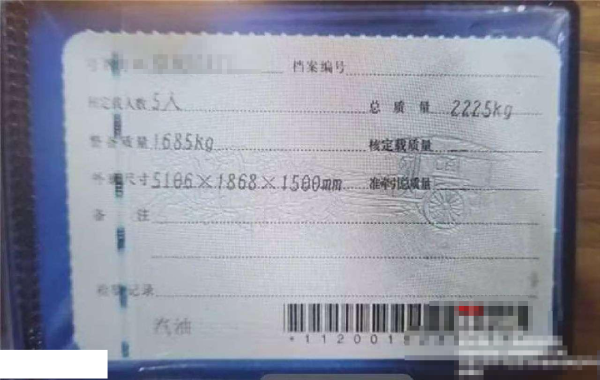 号牌号码 档案编号
核定载人数 5人 总质量 2225kg
整备质量 1685kg 核定载质量
外廓尺寸 5106×1868×1500mm 准牵引总质量
备注
检验记录
汽油
*112001